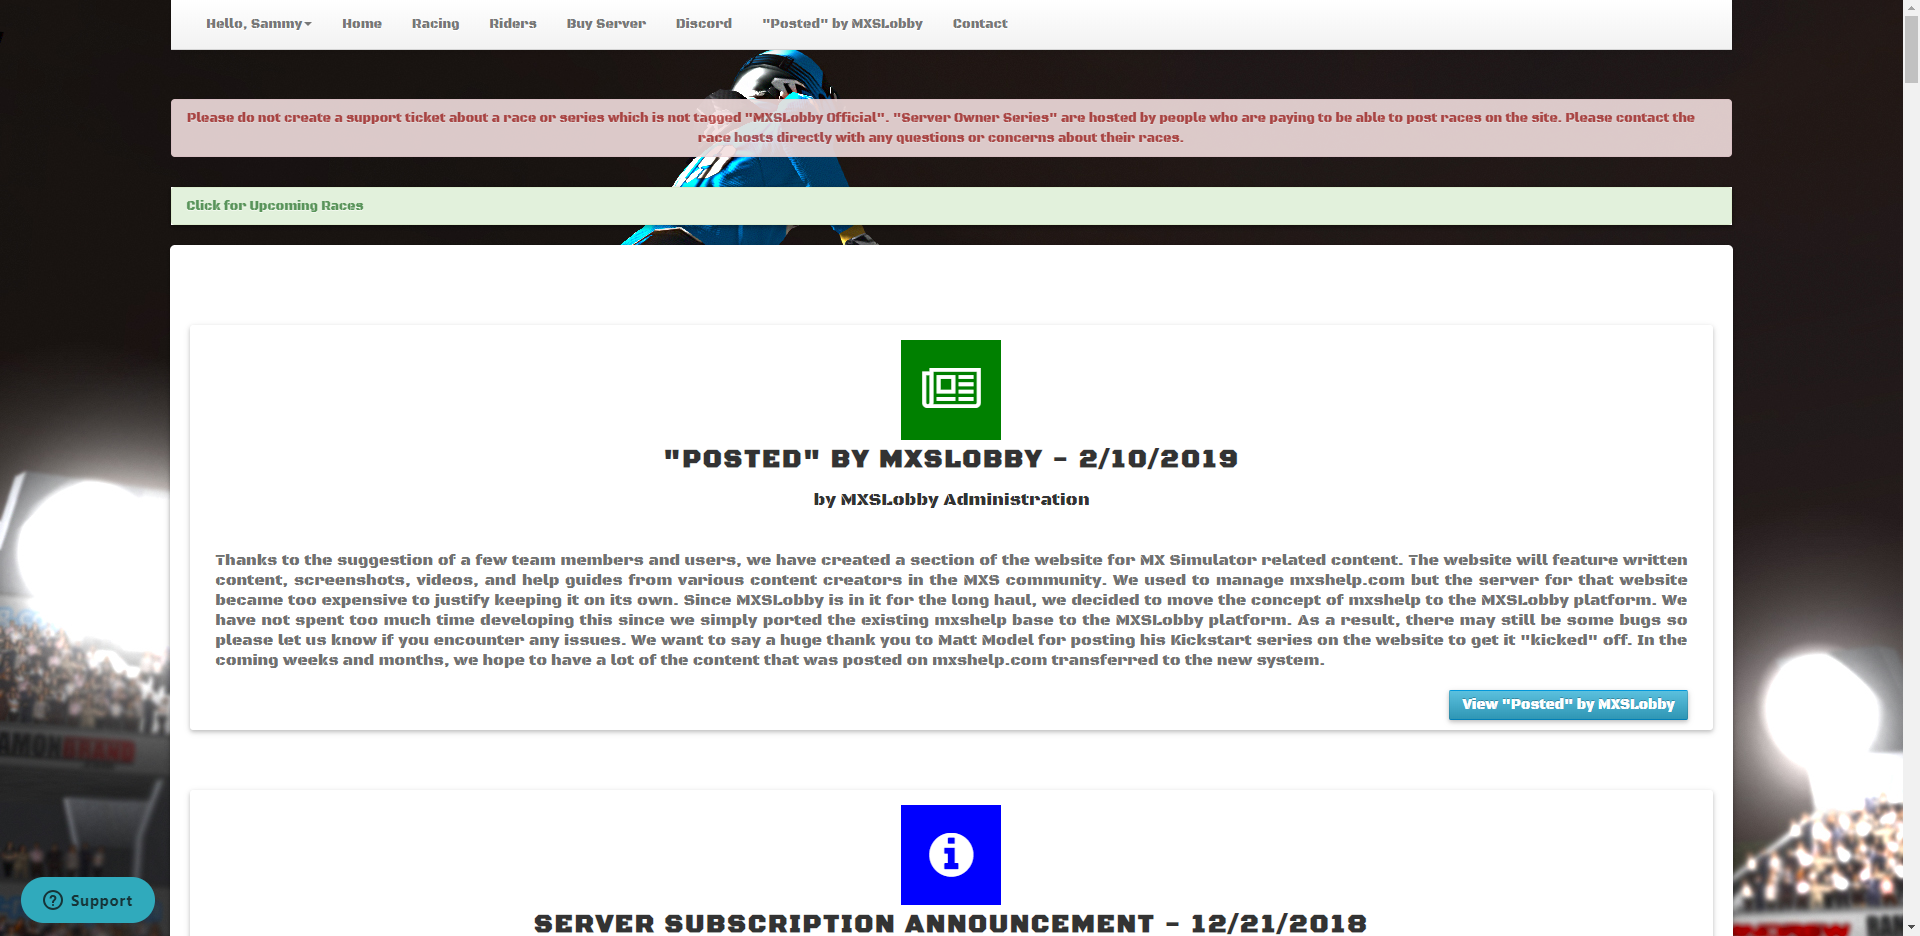 Hello, Sammy
Home
Racing
Riders
Buy Server
Discord
"Posted" by MXSLobby
Contact
Please do not create a support ticket about a race or series which is not tagged "MXSLobby Official". "Server Owner Series" are hosted by people who are paying to be able to post races on the site. Please contact the
race hosts directly with any questions or concerns about their races.
Click for Upcoming Races
"POSTED" BY MXSLOBBY - 2/10/2019
by MXSLobby Administration
Thanks to the suggestion of a few team members and users, we have created a section of the website for MX Simulator related content. The website will feature written
content, screenshots, videos, and help guides from various content creators in the MXS community. We used to manage mxshelp.com but the server for that website
became too expensive to justify keeping it on its own. Since MXSLobby is in it for the long haul, we decided to move the concept of mxshelp to the MXSLobby platform. We
have not spent too much time developing this since we simply ported the existing mxshelp base to the MXSLobby platform. As a result, there may still be some bugs so
please let us know if you encounter any issues. We want to say a huge thank you to Matt Model for posting his Kickstart series on the website to get it "kicked" off. In the
coming weeks and months, we hope to have a lot of the content that was posted on mxshelp.com transferred to the new system.
View "Posted" by MXSLobby
SERVER SUBSCRIPTION ANNOUNCEMENT - 12/21/2018
Support